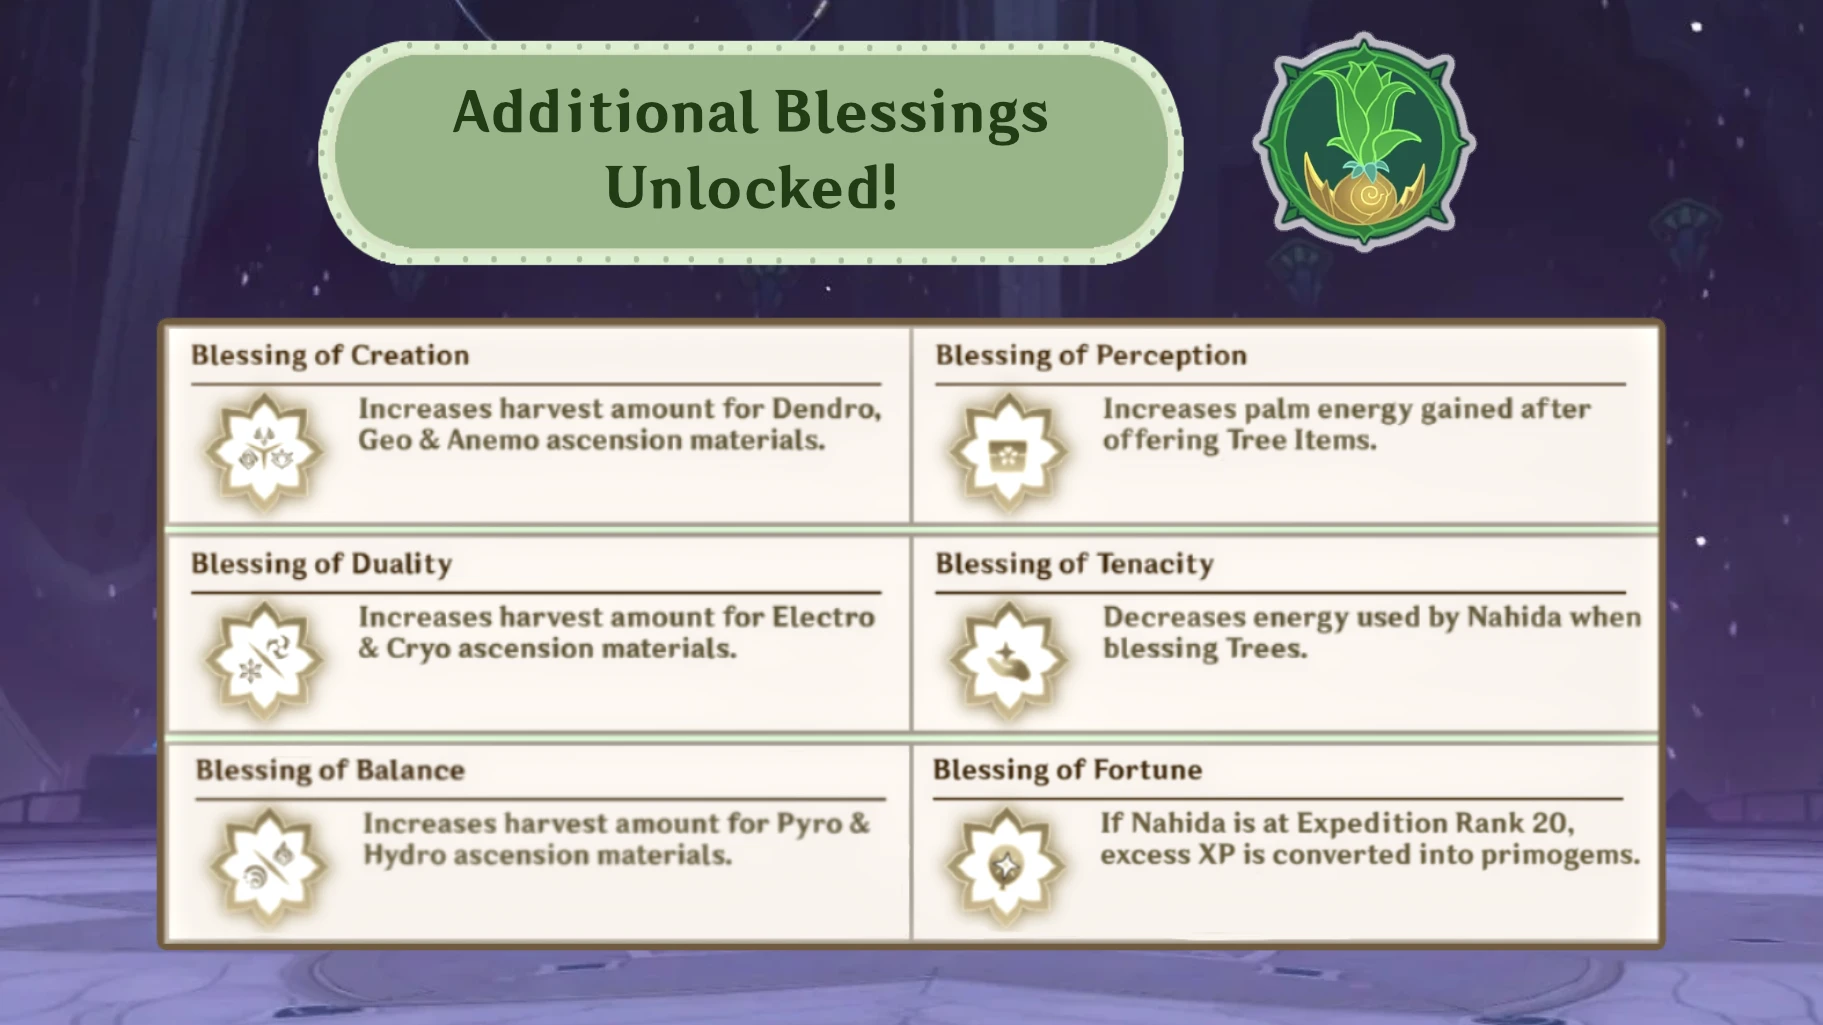 Additional Blessings
Unlocked!
Blessing of Creation
Increases harvest amount for Dendro,
Geo & Anemo ascension materials.
Blessing of Perception
Increases palm energy gained after
offering Tree Items.
Blessing of Duality
Increases harvest amount for Electro
& Cryo ascension materials.
Blessing of Tenacity
Decreases energy used by Nahida when
blessing Trees.
Blessing of Balance
Increases harvest amount for Pyro &
Hydro ascension materials.
Blessing of Fortune
If Nahida is at Expedition Rank 20,
excess XP is converted into primogems.